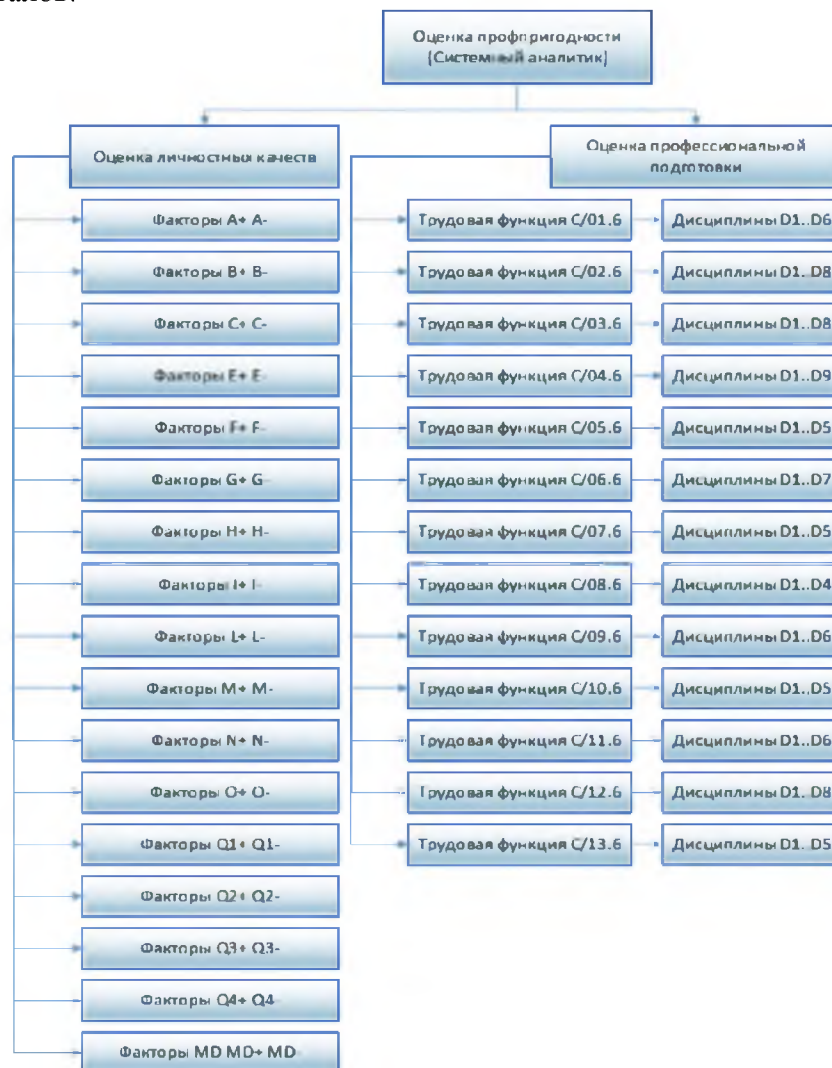 Оценка профпригодности
(Системный аналитик)
Оценка личностных качеств
Оценка профессиональной
подготовки
Факторы A+ A-
Трудовая функция C/01.6
Дисциплины D1..D6
Факторы B+ B-
Трудовая функция C/02.6
Дисциплины D1..D8
Факторы C+ C-
Трудовая функция C/03.6
Дисциплины D1..D8
Факторы E+ E-
Трудовая функция C/04.6
Дисциплины D1..D9
Факторы F+ F-
Трудовая функция C/05.6
Дисциплины D1..D5
Факторы G+ G-
Трудовая функция C/06.6
Дисциплины D1..D7
Факторы H+ H-
Трудовая функция C/07.6
Дисциплины D1..D5
Факторы I+ I-
Трудовая функция C/08.6
Дисциплины D1..D4
Факторы L+ L-
Трудовая функция C/09.6
Дисциплины D1..D6
Факторы M+ M-
Трудовая функция C/10.6
Дисциплины D1..D5
Факторы N+ N-
Трудовая функция C/11.6
Дисциплины D1..D6
Факторы O+ O-
Трудовая функция C/12.6
Дисциплины D1..D8
Факторы Q1+ Q1-
Трудовая функция C/13.6
Дисциплины D1..D5
Факторы Q2+ Q2-
Факторы Q3+ Q3-
Факторы Q4+ Q4-
Факторы MD MD+ MD-